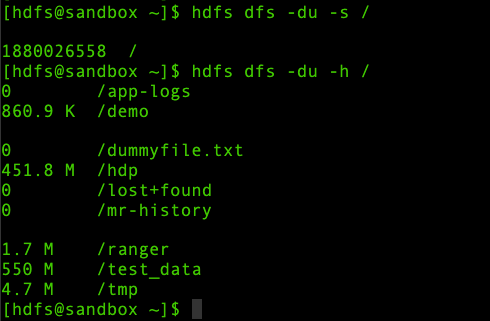 [hdfs@sandbox ~]$ hdfs dfs -du -s /
1880026558  /
[hdfs@sandbox ~]$ hdfs dfs -du -h /
0        /app-logs
860.9 K  /demo
0        /dummyfile.txt
451.8 M  /hdp
0        /lost+found
0        /mr-history
1.7 M    /ranger
550 M    /test_data
4.7 M    /tmp
[hdfs@sandbox ~]$